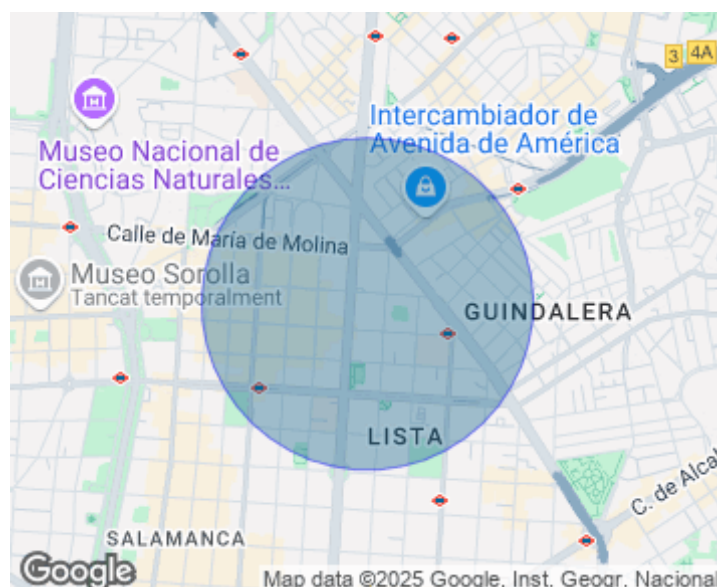 3
4A
Intercambiador de
Avenida de América
Museo Nacional de
Ciencias Naturales...
Calle de María de Molina
Museo Sorolla
Tancat temporalment
GUINDALERA
LISTA
C. de Alcal
SALAMANCA
Google
Map data ©2025 Google, Inst. Geogr. Nacional